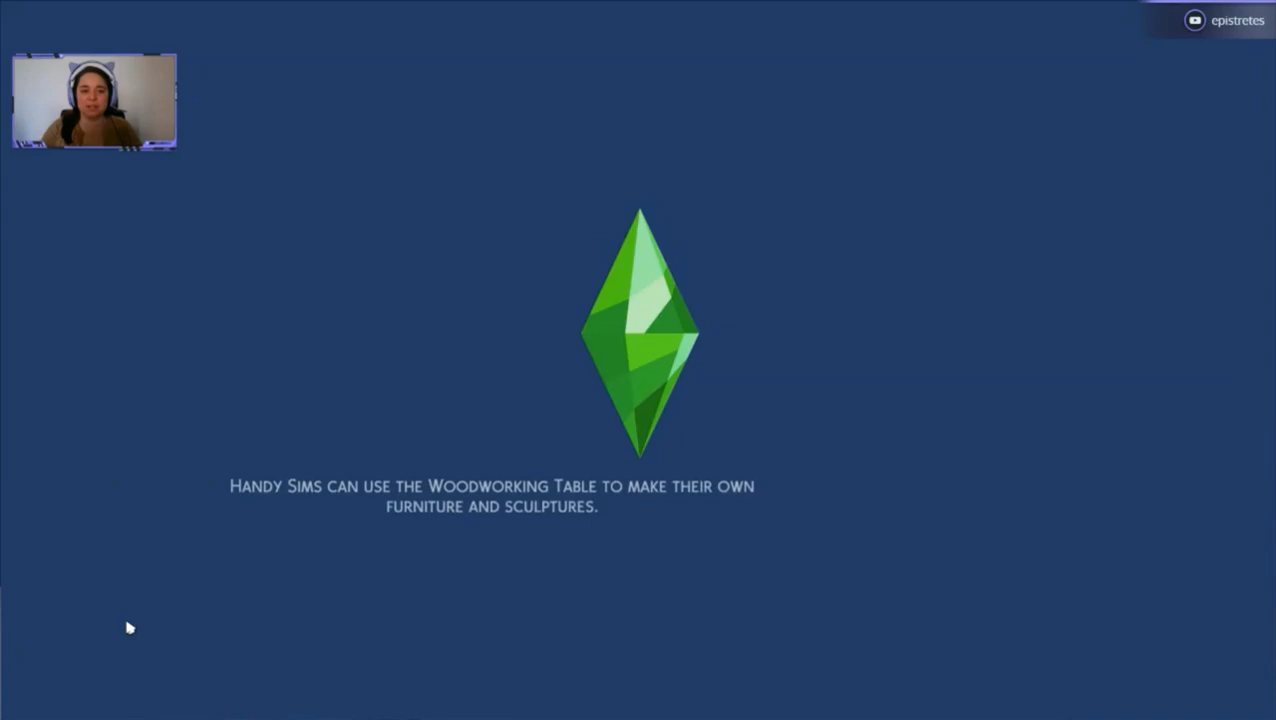 epistretes
Handy Sims can use the Woodworking Table to make their own
furniture and sculptures.